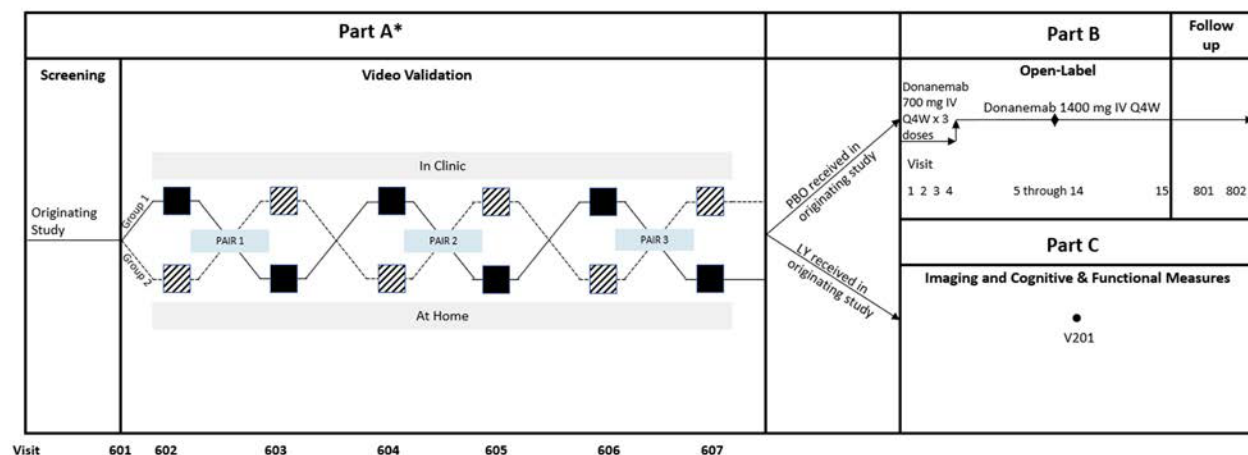 Part A*
Part B
Follow
up
Screening
Video Validation
Open-Label
Donanemab
700 mg IV
Q4W x 3
doses
Donanemab 1400 mg IV Q4W
In Clinic
Visit
1 2 3 4
5 through 14
15
801 802
Originating
Study
Group 1
Group 2
PAIR 1
PAIR 2
PAIR 3
PBO received in
originating study
LY received in
originating study
At Home
Part C
Imaging and Cognitive & Functional Measures
V201
Visit 601 602 603 604 605 606 607